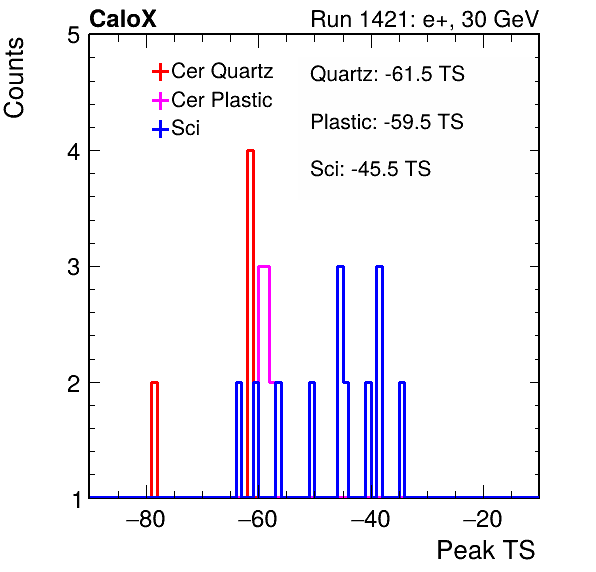 CaloX Run 1421: e+, 30 GeV
Counts
5
4
3
2
1
Cer Quartz
Cer Plastic
Sci
Quartz: -61.5 TS
Plastic: -59.5 TS
Sci: -45.5 TS
−80 −60 −40 −20
Peak TS